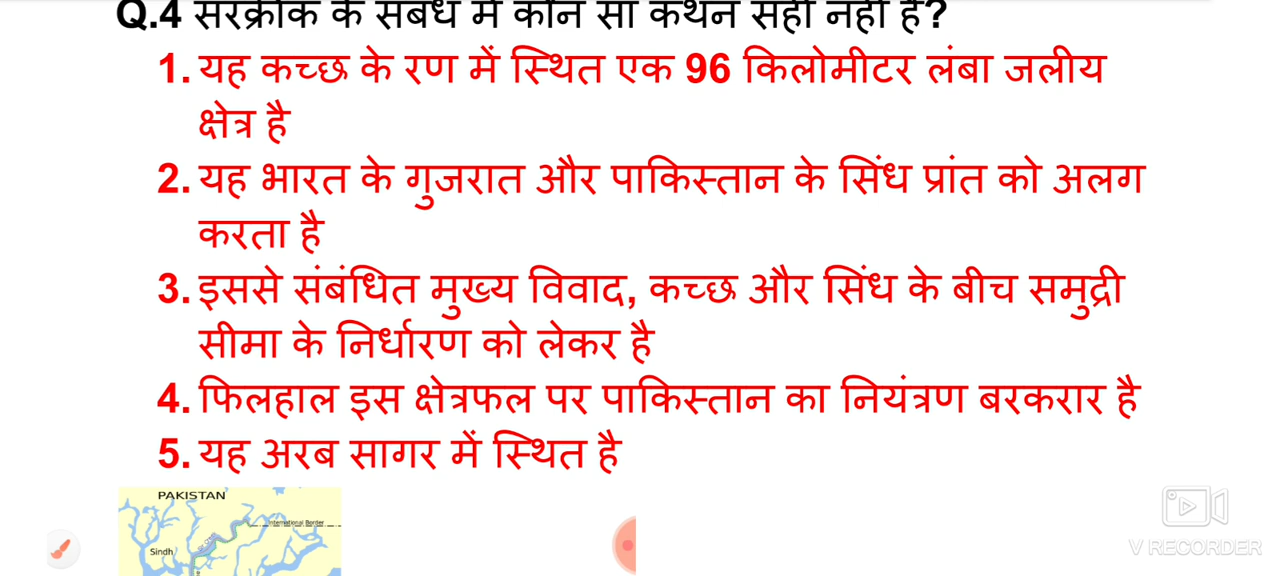 Q.4 सरक्रीक के संबंध में कौन सा कथन सही नहीं है?
1. यह कच्छ के रण में स्थित एक 96 किलोमीटर लंबा जलीय
क्षेत्र है
2. यह भारत के गुजरात और पाकिस्तान के सिंध प्रांत को अलग
करता है
3. इससे संबंधित मुख्य विवाद, कच्छ और सिंध के बीच समुद्री
सीमा के निर्धारण को लेकर है
4. फिलहाल इस क्षेत्रफल पर पाकिस्तान का नियंत्रण बरकरार है
5. यह अरब सागर में स्थित है
PAKISTAN
International Border
Sindh
V RECORDER